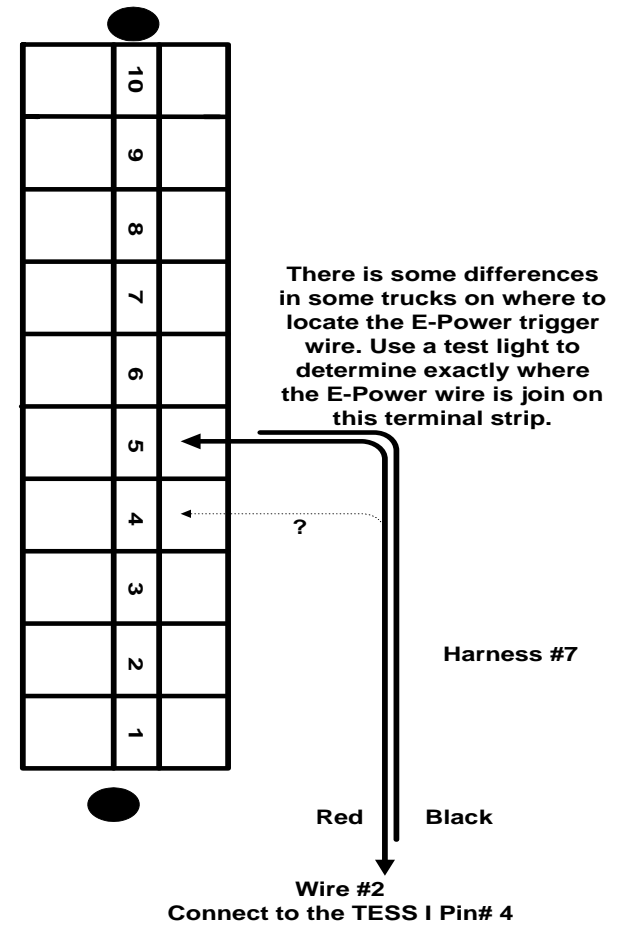 10
9
8
7
6
There is some differences
in some trucks on where to
locate the E-Power trigger
wire. Use a test light to
determine exactly where
the E-Power wire is join on
this terminal strip.
5
4
?
3
2
1
Harness #7
Red
Black
Wire #2
Connect to the TESS I Pin# 4